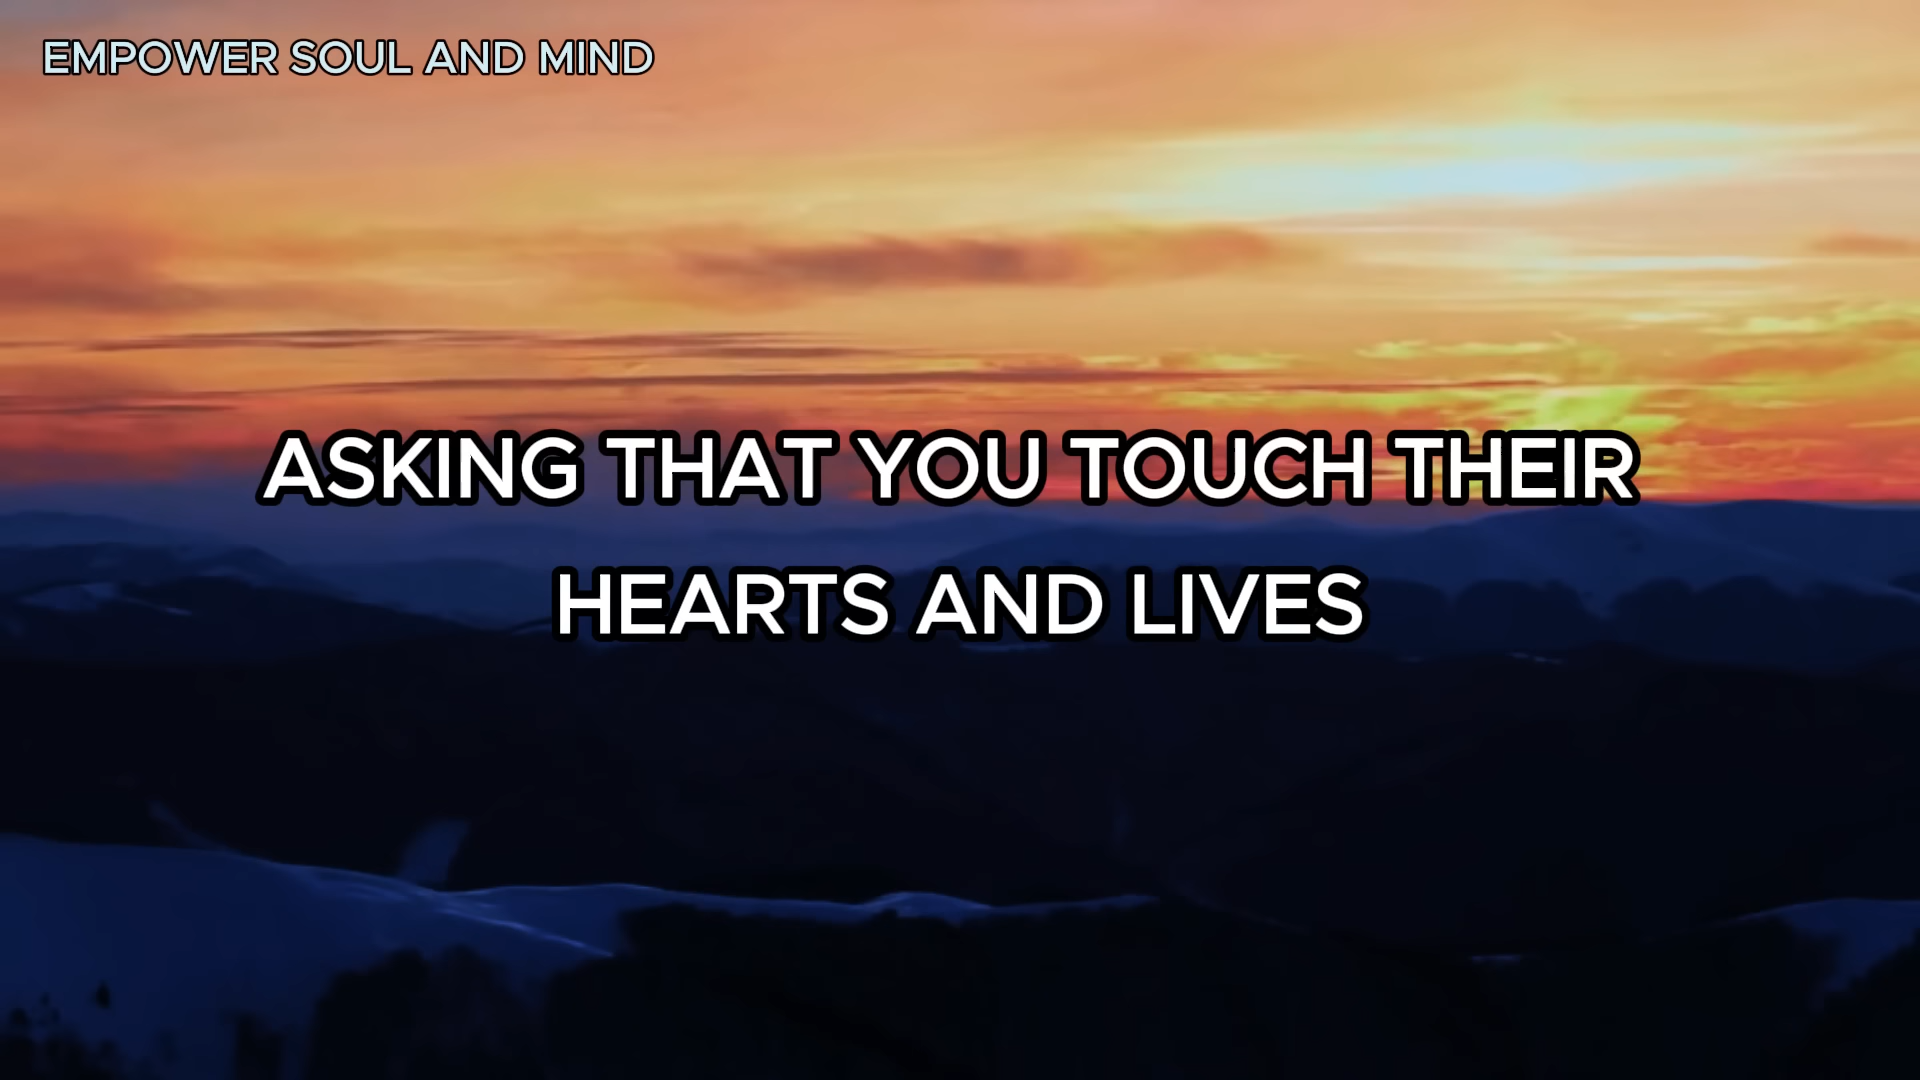 EMPOWER SOUL AND MIND
ASKING THAT YOU TOUCH THEIR
HEARTS AND LIVES